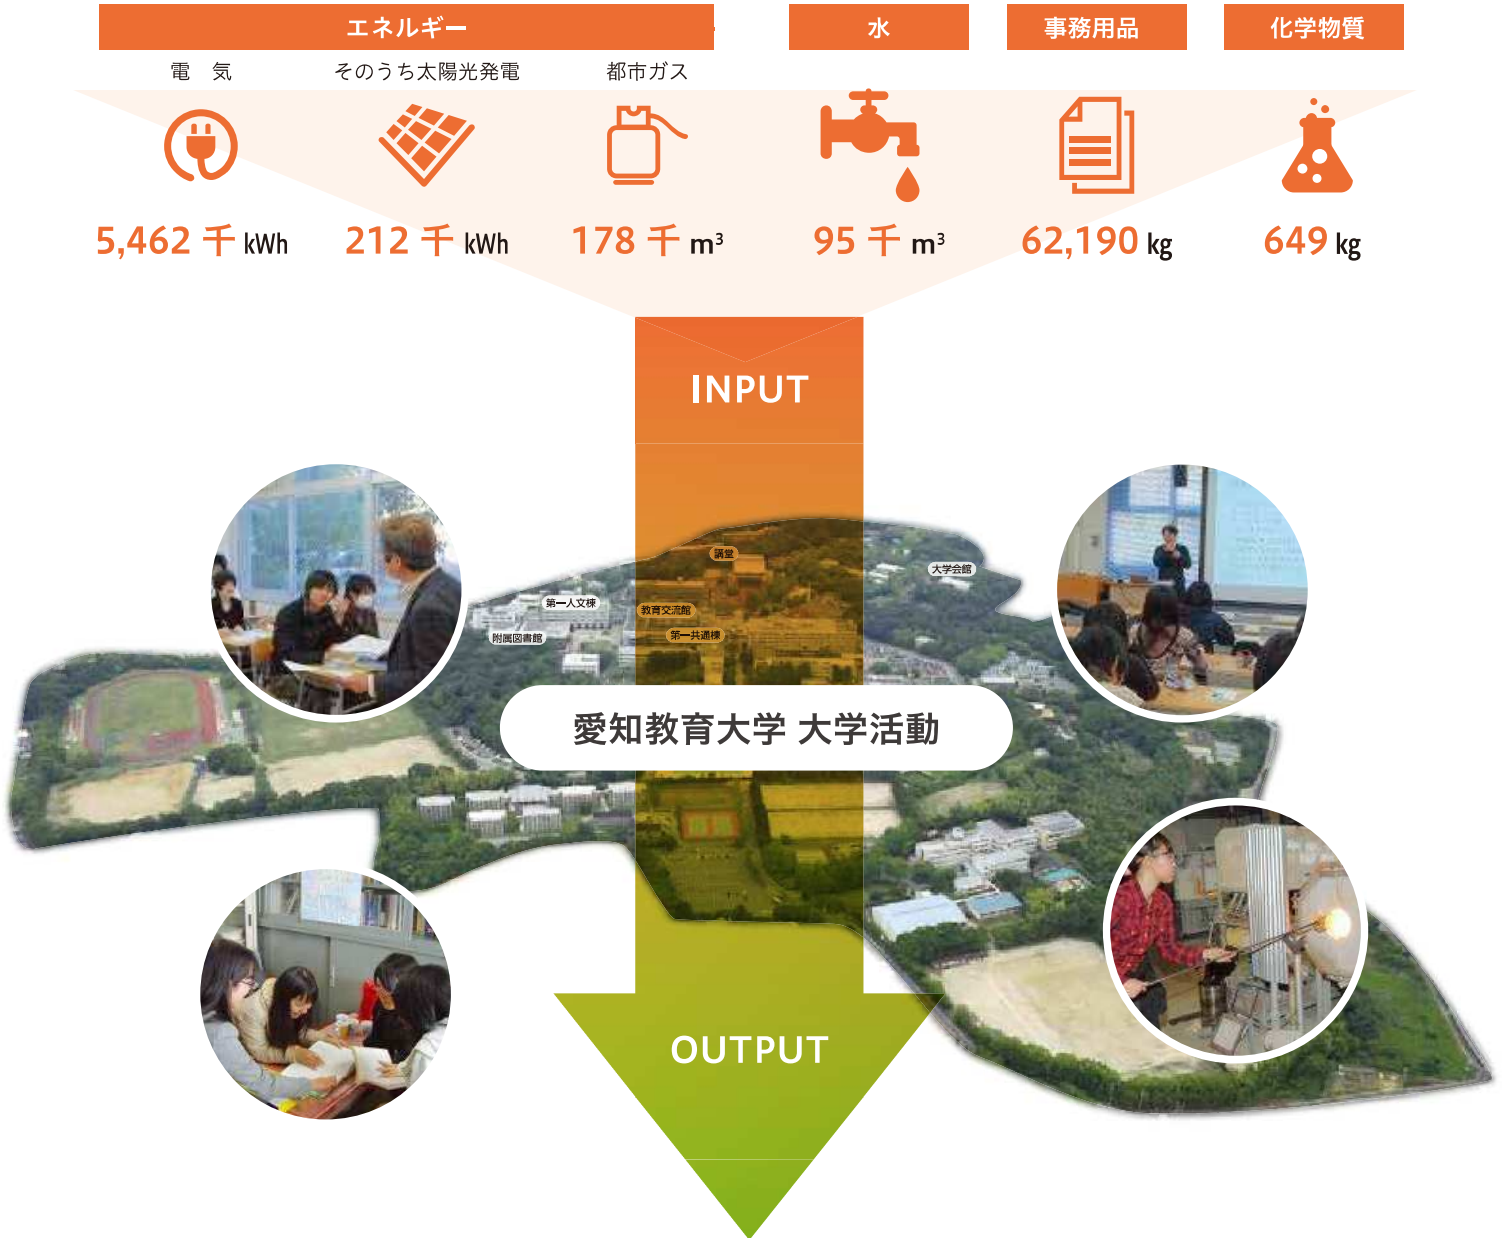 エネルギー 水 事務用品 化学物質
電　気 そのうち太陽光発電 都市ガス
5,462 千 kWh 212 千 kWh 178 千 m³ 95 千 m³ 62,190 kg 649 kg
INPUT
講堂
大学会館
第一人文棟
教育交流館
附属図書館
第一共通棟
愛知教育大学 大学活動
OUTPUT